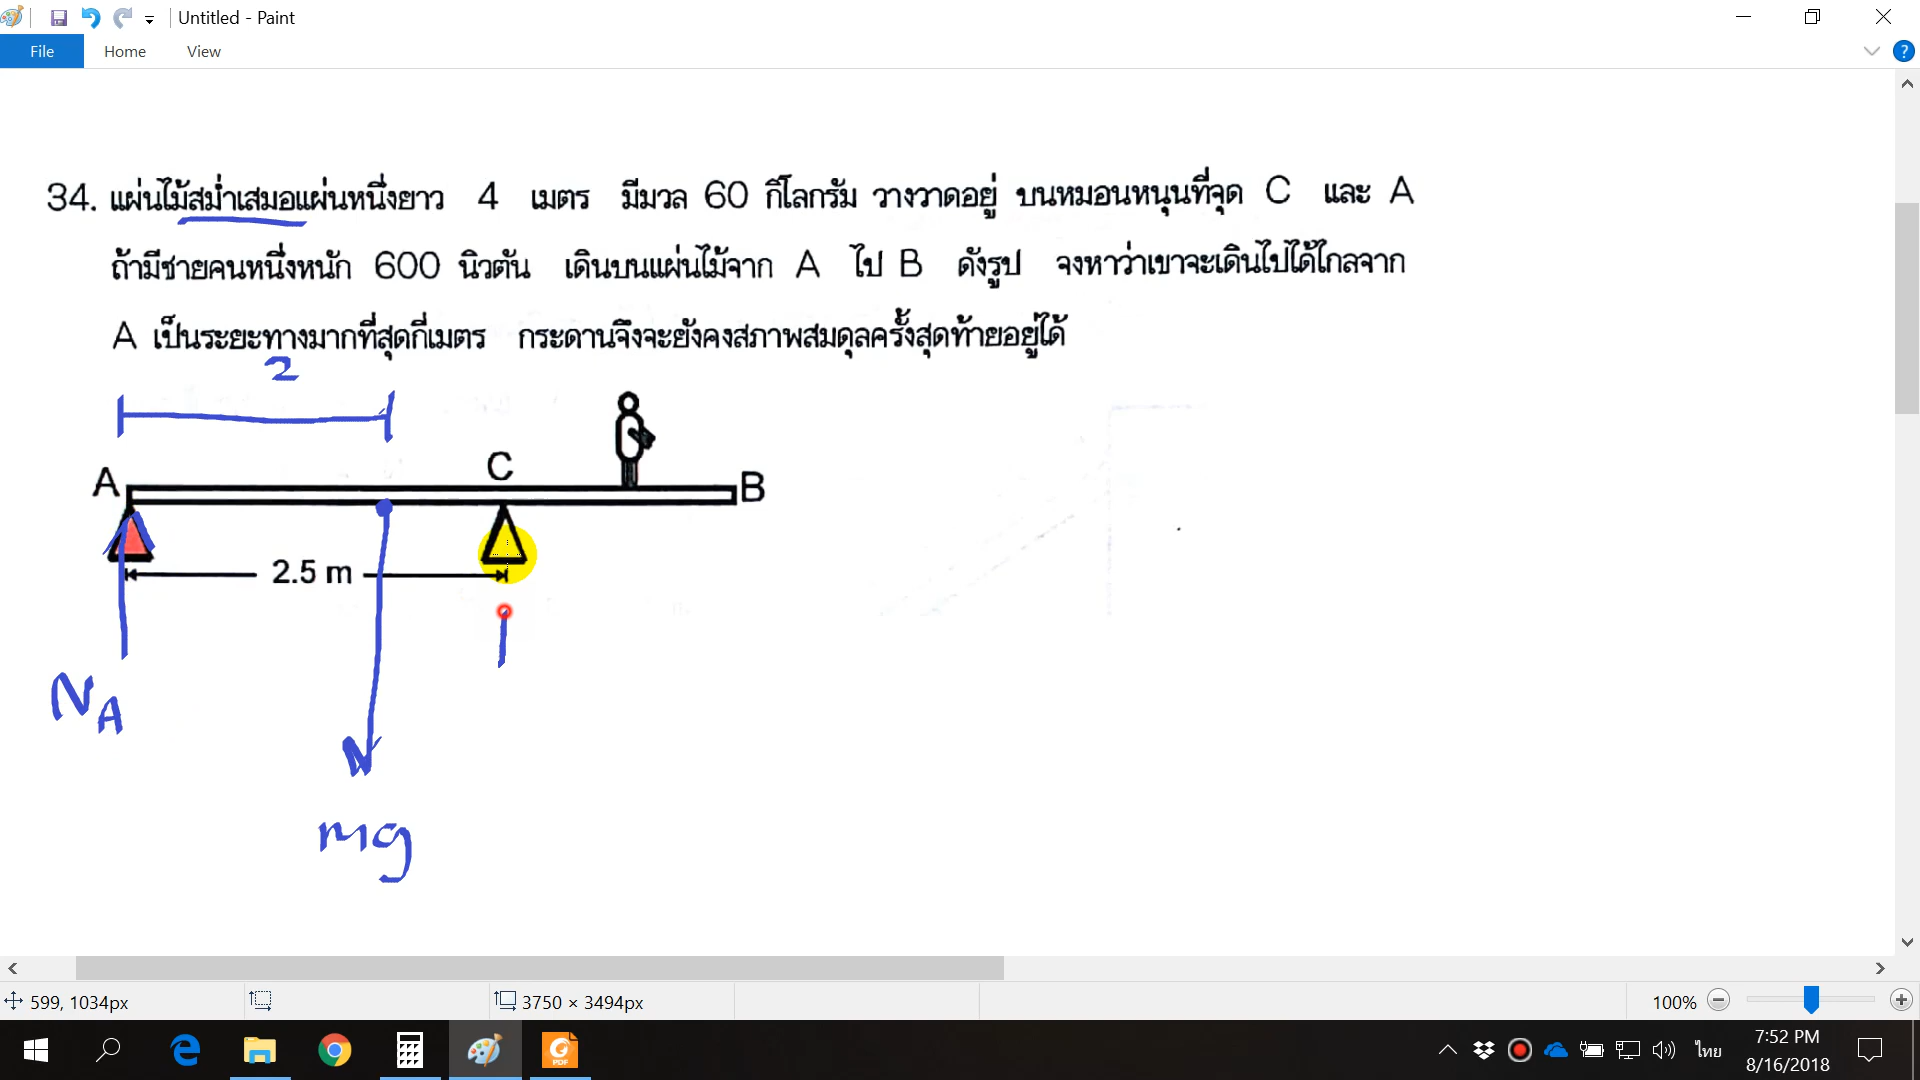 Untitled - Paint
File Home View
34. แผ่นไม้สม่ำเสมอแผ่นหนึ่งยาว 4 เมตร มีมวล 60 กิโลกรัม วางวาดอยู่ บนหมอนหนุนที่จุด C และ A
ถ้ามีชายคนหนึ่งหนัก 600 นิวตัน เดินบนแผ่นไม้จาก A ไป B ดังรูป จงหาว่าเขาจะเดินไปได้ไกลจาก
A เป็นระยะทางมากที่สุดกี่เมตร กระดานจึงจะยังคงสภาพสมดุลครั้งสุดท้ายอยู่ได้
2
A C B
2.5 m
N_A
mg
599, 1034px 3750 × 3494px 100%
PDF
ไทย
7:52 PM
8/16/2018